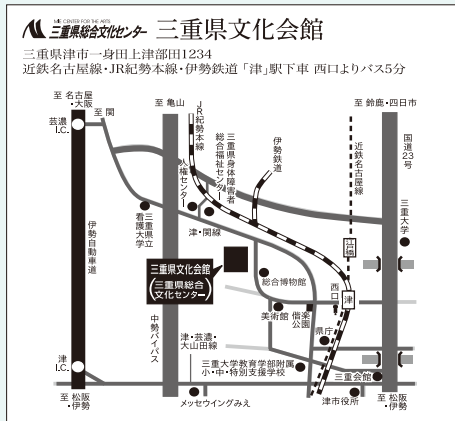 MIE CENTER FOR THE ARTS
三重県総合文化センター 三重県文化会館
三重県津市一身田上津部田1234
近鉄名古屋線・JR紀勢本線・伊勢鉄道「津」駅下車 西口よりバス5分
至 名古屋・大阪
至 関
至 亀山
至 鈴鹿・四日市
芸濃I.C.
JR紀勢本線
三重県身体障害者総合福祉センター
人権センター
伊勢鉄道
近鉄名古屋線
国道23号
三重大学
三重県立看護大学
津・関線
江戸橋
伊勢自動車道
三重県文化会館
(三重県総合文化センター)
総合博物館
西口
津
美術館
偕楽公園
県庁
中勢バイパス
津・芸濃・大山田線
三重大学教育学部附属小・中・特別支援学校
三重会館
津I.C.
至 松阪・伊勢
メッセウイングみえ
津市役所
至 松阪・伊勢